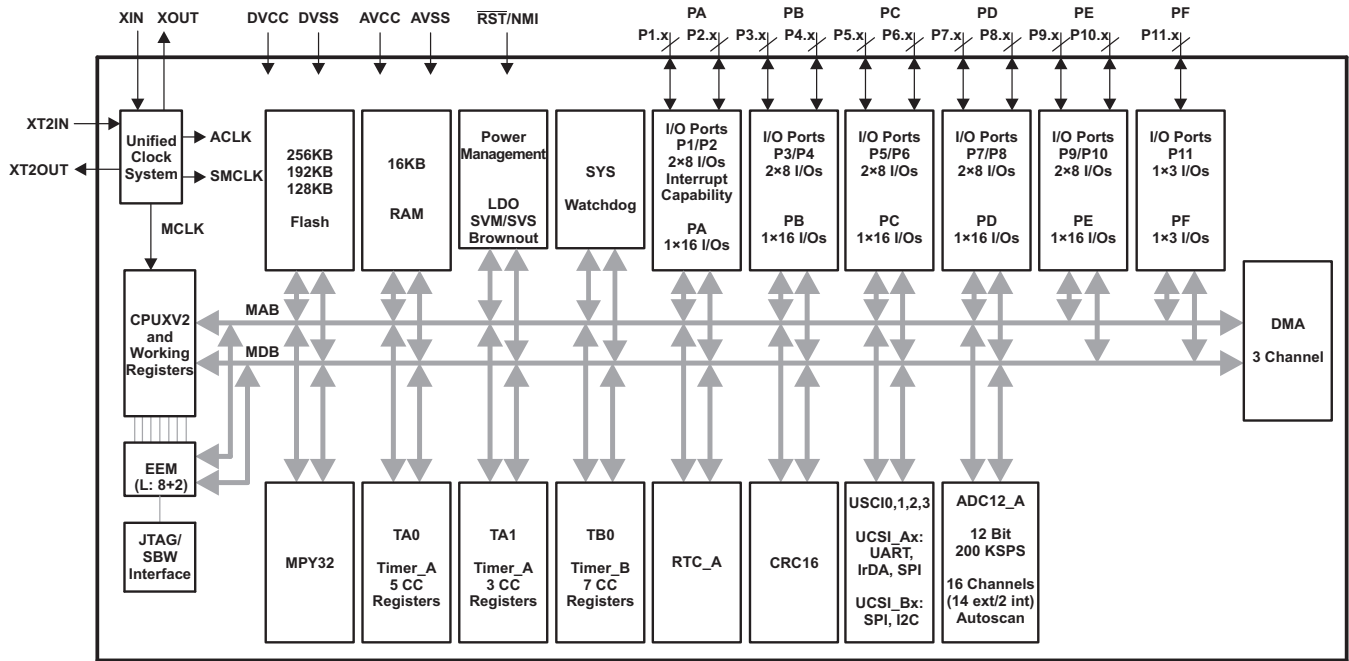 XIN XOUT DVCC DVSS AVCC AVSS RST/NMI PA PB PC PD PE PF
P1.x P2.x P3.x P4.x P5.x P6.x P7.x P8.x P9.x P10.x P11.x
XT2IN
XT2OUT
Unified
Clock
System
ACLK
SMCLK
MCLK
256KB
192KB
128KB
Flash
16KB
RAM
Power
Management
LDO
SVM/SVS
Brownout
SYS
Watchdog
I/O Ports
P1/P2
2×8 I/Os
Interrupt
Capability
PA
1×16 I/Os
I/O Ports
P3/P4
2×8 I/Os
PB
1×16 I/Os
I/O Ports
P5/P6
2×8 I/Os
PC
1×16 I/Os
I/O Ports
P7/P8
2×8 I/Os
PD
1×16 I/Os
I/O Ports
P9/P10
2×8 I/Os
PE
1×16 I/Os
I/O Ports
P11
1×3 I/Os
PF
1×3 I/Os
CPUXV2
and
Working
Registers
MAB
MDB
DMA
3 Channel
EEM
(L: 8+2)
JTAG/
SBW
Interface
MPY32
TA0
Timer_A
5 CC
Registers
TA1
Timer_A
3 CC
Registers
TB0
Timer_B
7 CC
Registers
RTC_A
CRC16
USCI0,1,2,3
UCSI_Ax:
UART,
IrDA, SPI
UCSI_Bx:
SPI, I2C
ADC12_A
12 Bit
200 KSPS
16 Channels
(14 ext/2 int)
Autoscan